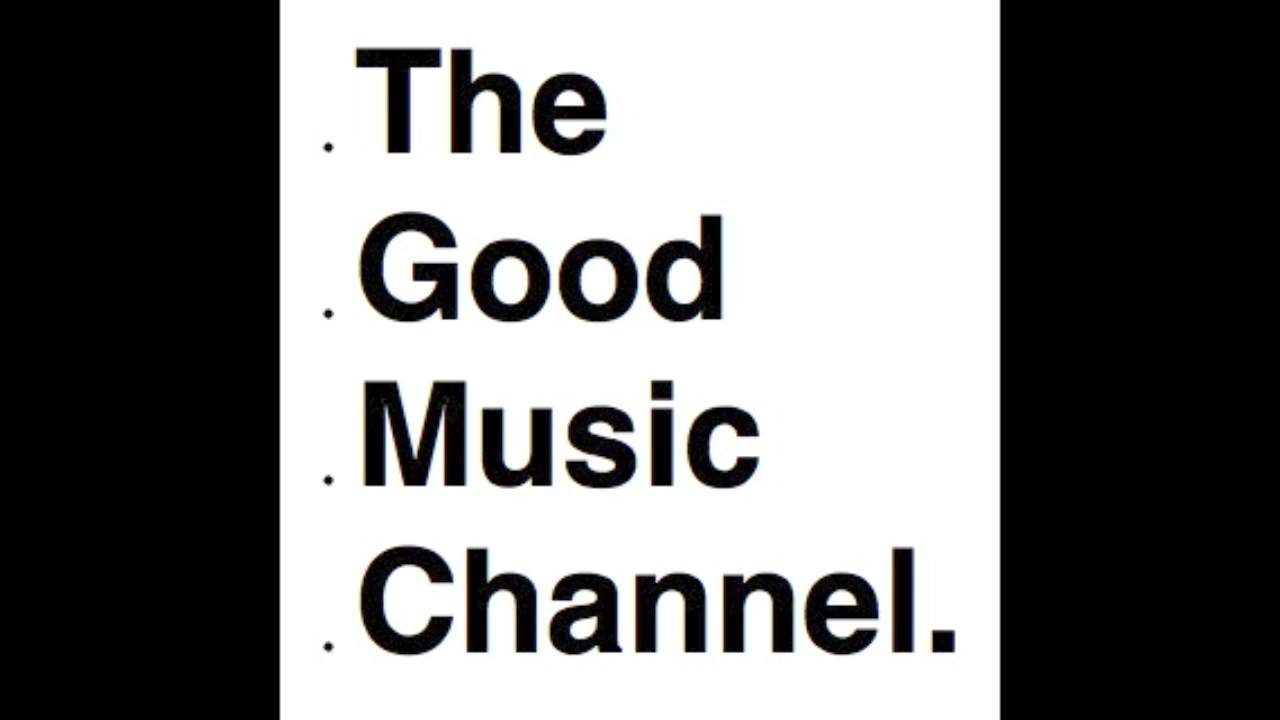 . The
. Good
. Music
. Channel.